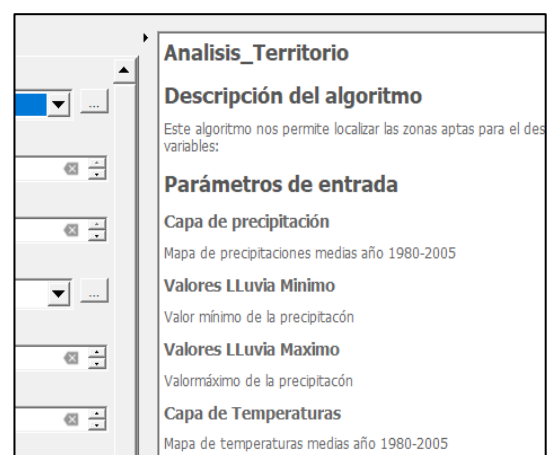 Analisis_Territorio
Descripción del algoritmo
Este algoritmo nos permite localizar las zonas aptas para el des
variables:
Parámetros de entrada
Capa de precipitación
Mapa de precipitaciones medias año 1980-2005
Valores LLuvia Minimo
Valor mínimo de la precipitacón
Valores LLuvia Maximo
Valormáximo de la precipitacón
Capa de Temperaturas
Mapa de temperaturas medias año 1980-2005